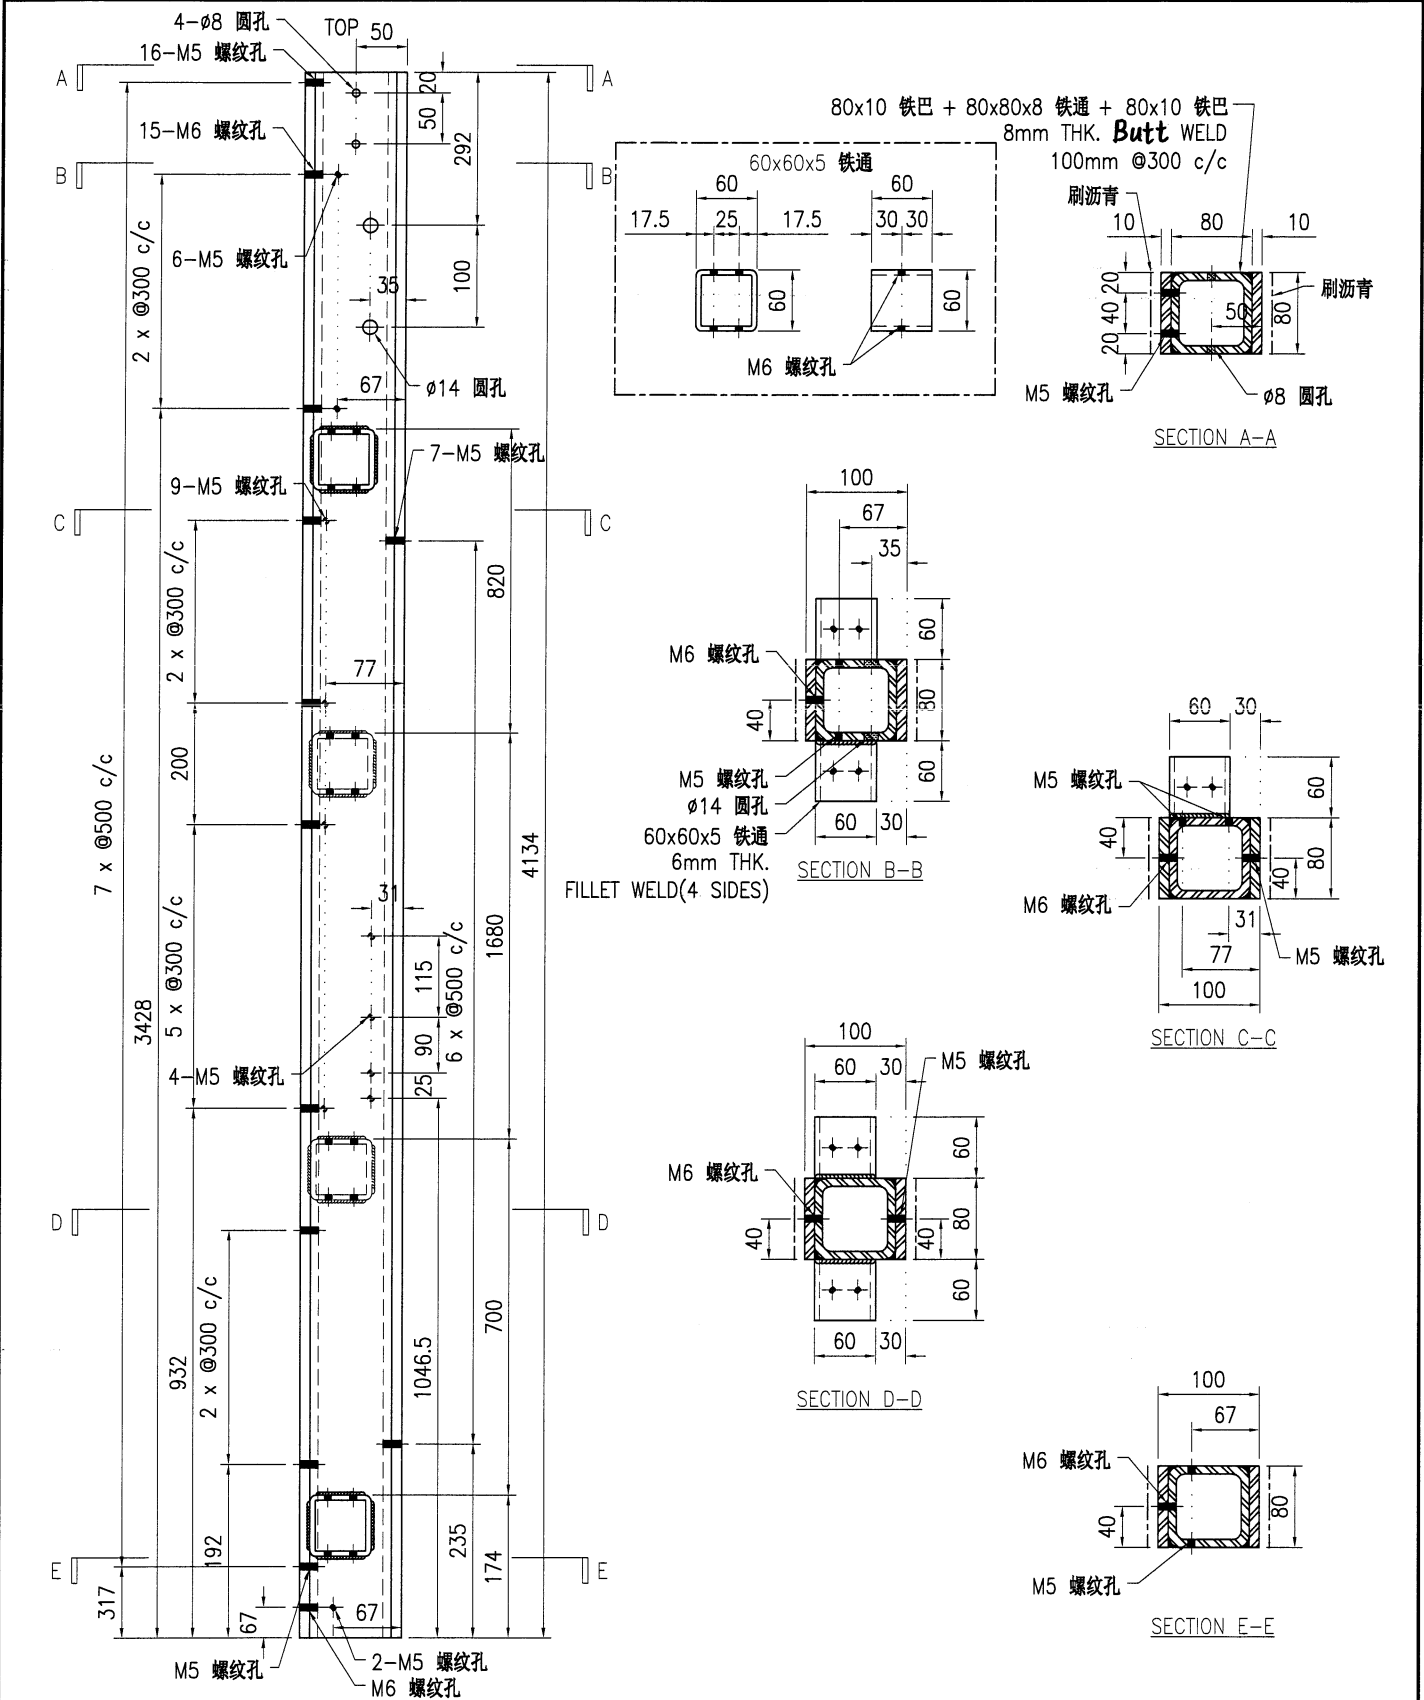 4-ø8 圆孔
TOP
50
16-M5 螺纹孔
A
A
20
50
292
15-M6 螺纹孔
B
B
6-M5 螺纹孔
2 x @300 c/c
35
100
67
ø14 圆孔
7-M5 螺纹孔
9-M5 螺纹孔
C
C
2 x @300 c/c
820
77
200
7 x @500 c/c
4134
31
1680
5 x @300 c/c
3428
115
6 x @500 c/c
90
4-M5 螺纹孔
25
D
D
2 x @300 c/c
700
932
1046.5
192
235
174
E
E
317
67
67
M5 螺纹孔
2-M5 螺纹孔
M6 螺纹孔
60x60x5 铁通
60
60
17.5
25
17.5
30
30
60
60
M6 螺纹孔
80x10 铁巴 + 80x80x8 铁通 + 80x10 铁巴
8mm THK. Butt WELD
100mm @300 c/c
刷沥青
10
80
10
20
40
20
50
80
刷沥青
M5 螺纹孔
ø8 圆孔
SECTION A-A
100
67
35
60
M6 螺纹孔
40
80
M5 螺纹孔
ø14 圆孔
60
60x60x5 铁通
60
30
6mm THK.
FILLET WELD(4 SIDES)
SECTION B-B
60
30
M5 螺纹孔
60
40
80
40
M6 螺纹孔
31
77
M5 螺纹孔
100
SECTION C-C
100
60
30
M5 螺纹孔
60
M6 螺纹孔
40
80
40
60
60
30
SECTION D-D
100
67
M6 螺纹孔
40
80
M5 螺纹孔
SECTION E-E